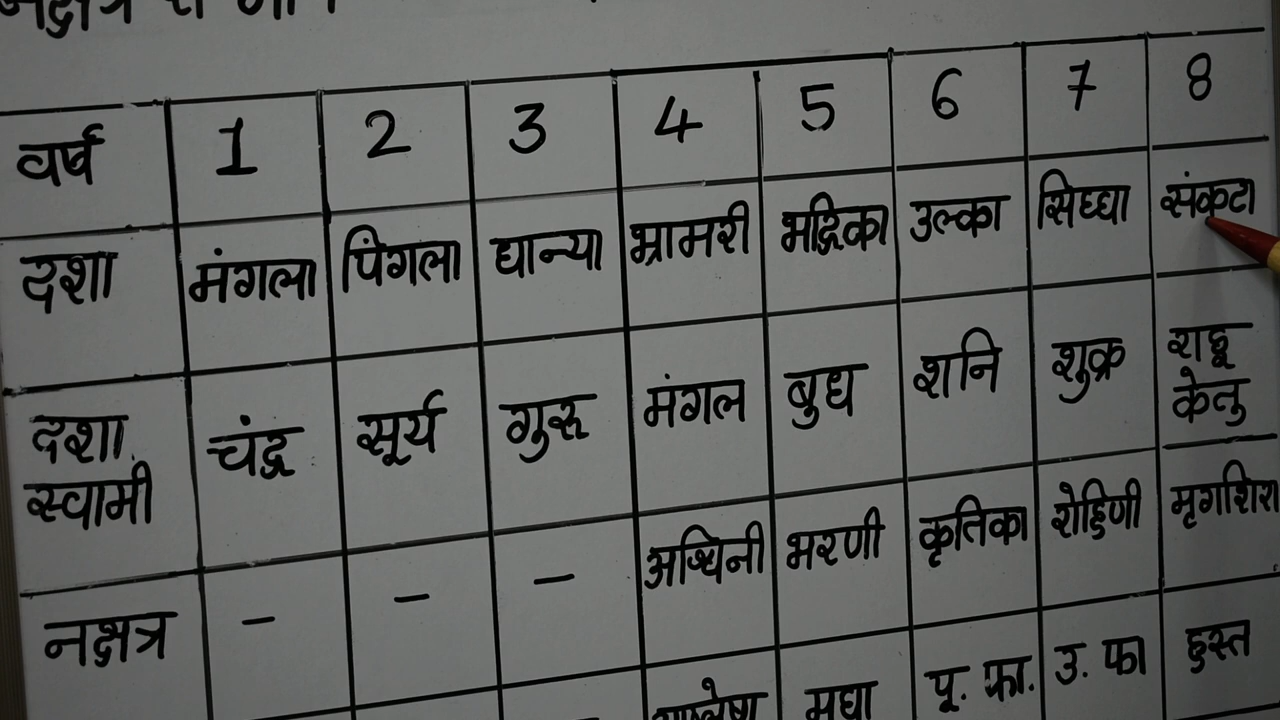 वर्ष 1 2 3 4 5 6 7 8
दशा मंगला पिंगला धान्या भ्रामरी भद्रिका उल्का सिध्धा संकटा
दशा स्वामी चंद्र सूर्य गुरू मंगल बुध शनि शुक्र राहू केतु
नक्षत्र – – – अश्विनी भरणी कृतिका रोहिणी मृगशिरा
मघा पू. फा. उ. फा हस्त